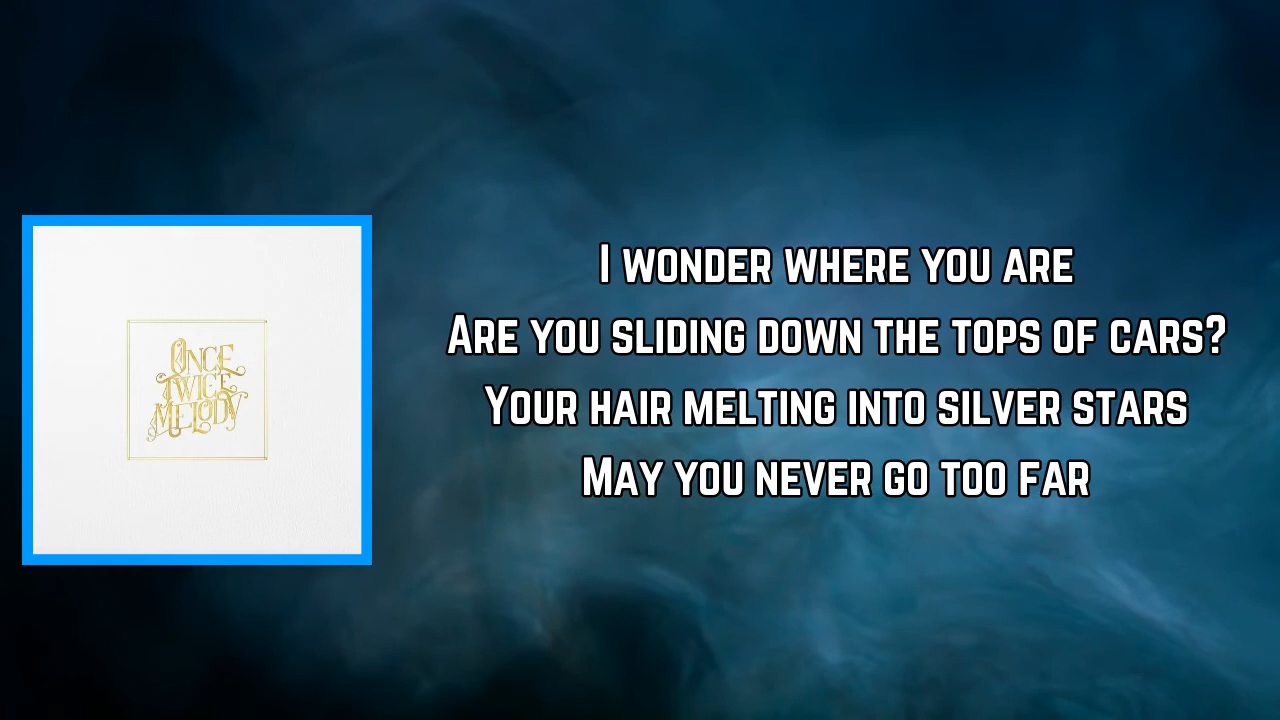 ONCE
TWICE
MELODY
I WONDER WHERE YOU ARE
ARE YOU SLIDING DOWN THE TOPS OF CARS?
YOUR HAIR MELTING INTO SILVER STARS
MAY YOU NEVER GO TOO FAR